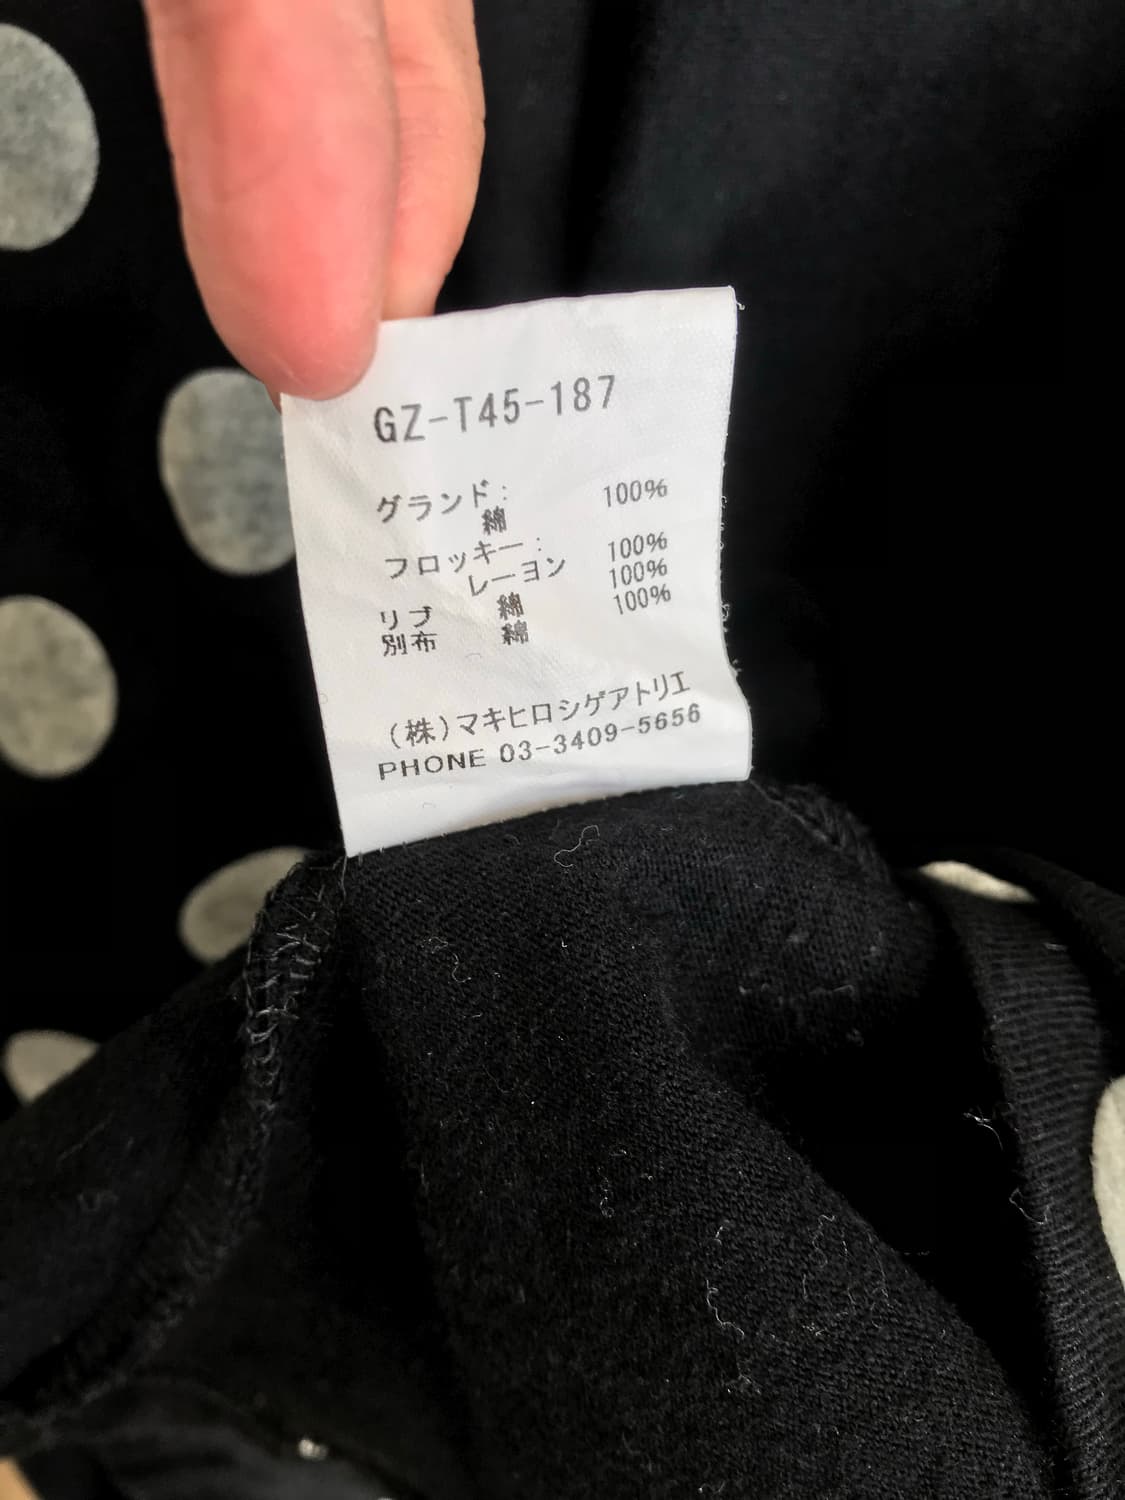 GZ-T45-187
グランド: 100%
綿
フロッキー: 100%
レーヨン 100%
リブ 綿 100%
別布 綿
(株)マキヒロシゲアトリエ
PHONE 03-3409-5656